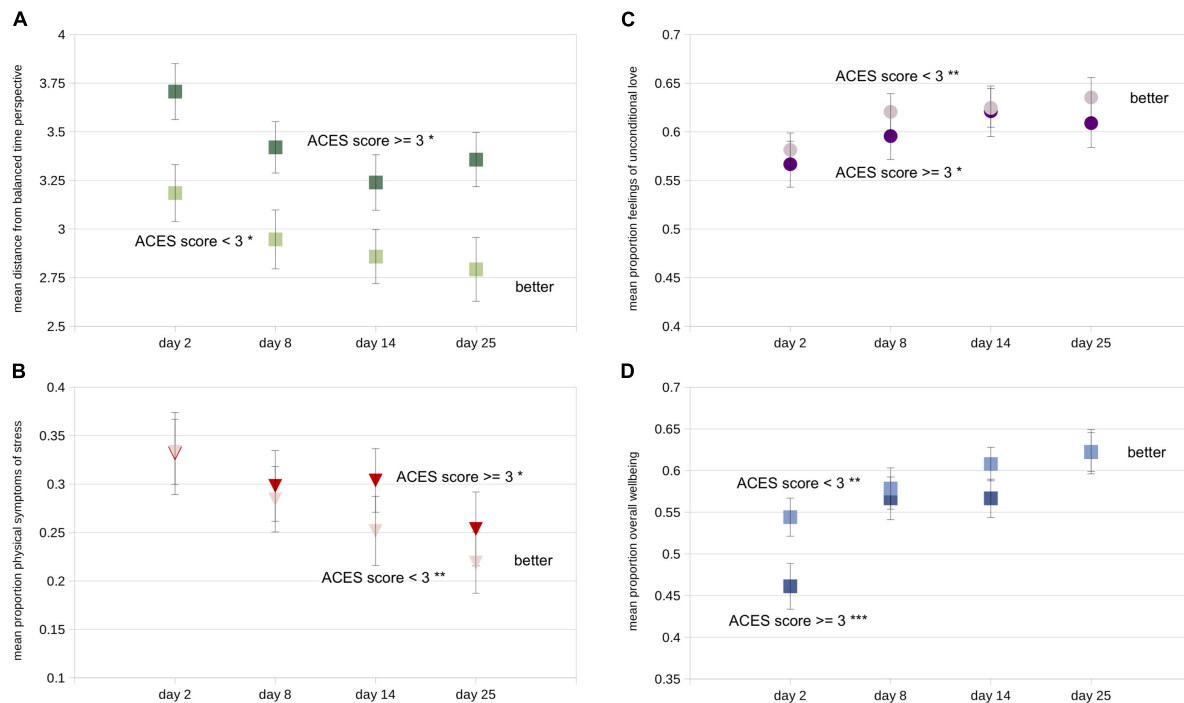 A
mean distance from balanced time perspective
4
3.75
3.5
3.25
3
2.75
2.5
ACES score >= 3 *
ACES score < 3 *
better
day 2
day 8
day 14
day 25
B
mean proportion physical symptoms of stress
0.4
0.35
0.3
0.25
0.2
0.15
0.1
ACES score >= 3 *
ACES score < 3 **
better
day 2
day 8
day 14
day 25
C
mean proportion feelings of unconditional love
0.7
0.65
0.6
0.55
0.5
0.45
0.4
ACES score < 3 **
better
ACES score >= 3 *
day 2
day 8
day 14
day 25
D
mean proportion overall wellbeing
0.7
0.65
0.6
0.55
0.5
0.45
0.4
0.35
better
ACES score < 3 **
ACES score >= 3 ***
day 2
day 8
day 14
day 25